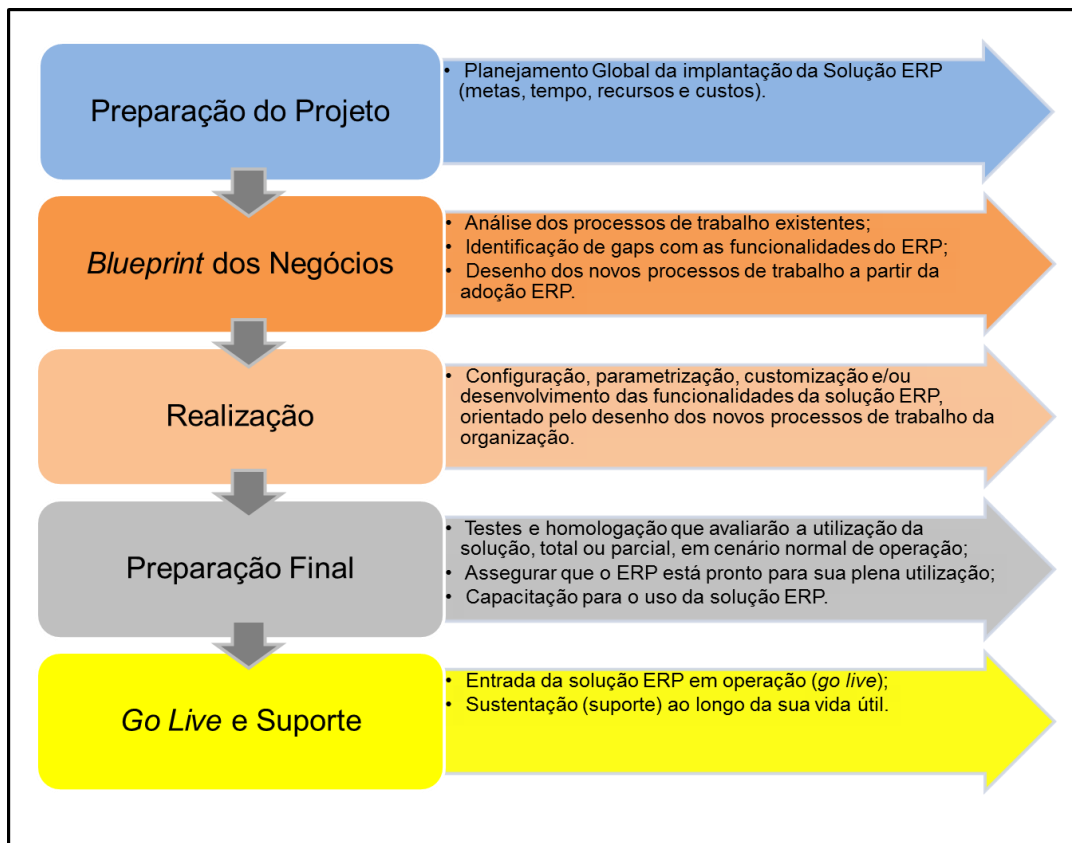 Preparação do Projeto
• Planejamento Global da implantação da Solução ERP
(metas, tempo, recursos e custos).
Blueprint dos Negócios
• Análise dos processos de trabalho existentes;
• Identificação de gaps com as funcionalidades do ERP;
• Desenho dos novos processos de trabalho a partir da
adoção ERP.
Realização
• Configuração, parametrização, customização e/ou
desenvolvimento das funcionalidades da solução ERP,
orientado pelo desenho dos novos processos de trabalho da
organização.
Preparação Final
• Testes e homologação que avaliarão a utilização da
solução, total ou parcial, em cenário normal de operação;
• Assegurar que o ERP está pronto para sua plena utilização;
• Capacitação para o uso da solução ERP.
Go Live e Suporte
• Entrada da solução ERP em operação (go live);
• Sustentação (suporte) ao longo da sua vida útil.